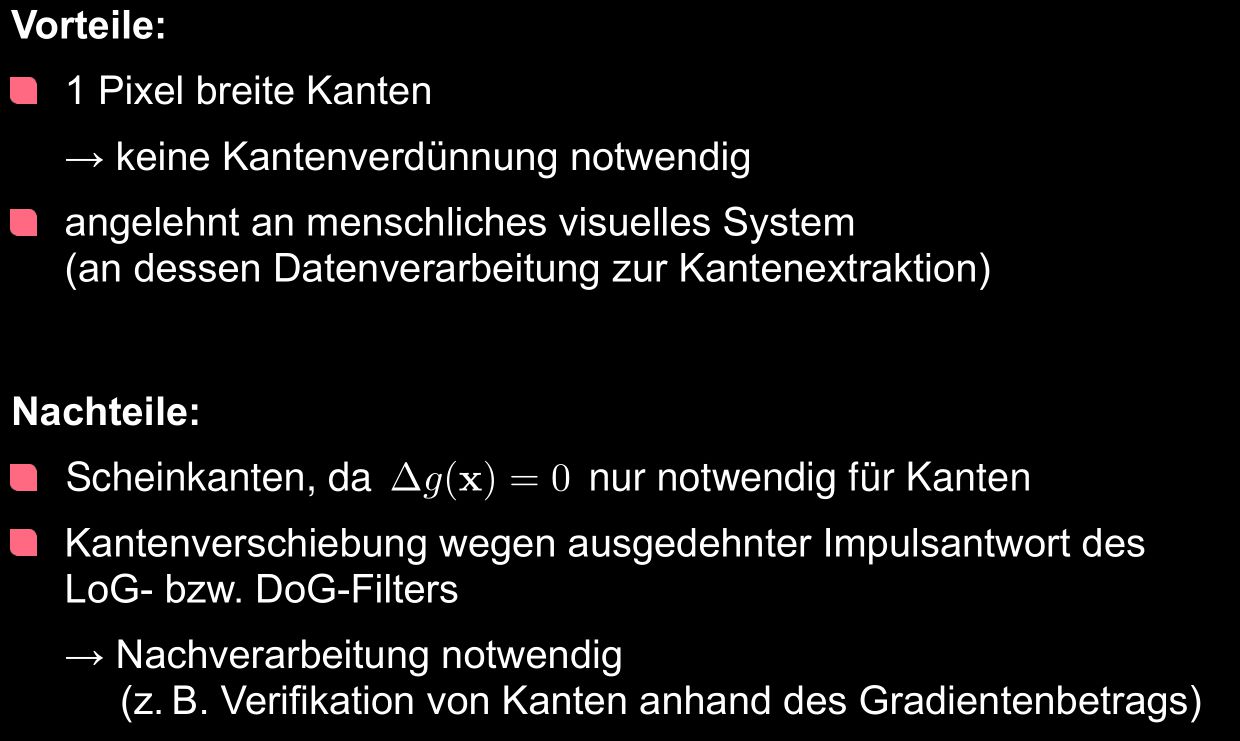 Vorteile:
1 Pixel breite Kanten
→ keine Kantenverdünnung notwendig
angelehnt an menschliches visuelles System
(an dessen Datenverarbeitung zur Kantenextraktion)
Nachteile:
Scheinkanten, da Δg(x) = 0 nur notwendig für Kanten
Kantenverschiebung wegen ausgedehnter Impulsantwort des
LoG- bzw. DoG-Filters
→ Nachverarbeitung notwendig
(z. B. Verifikation von Kanten anhand des Gradientenbetrags)